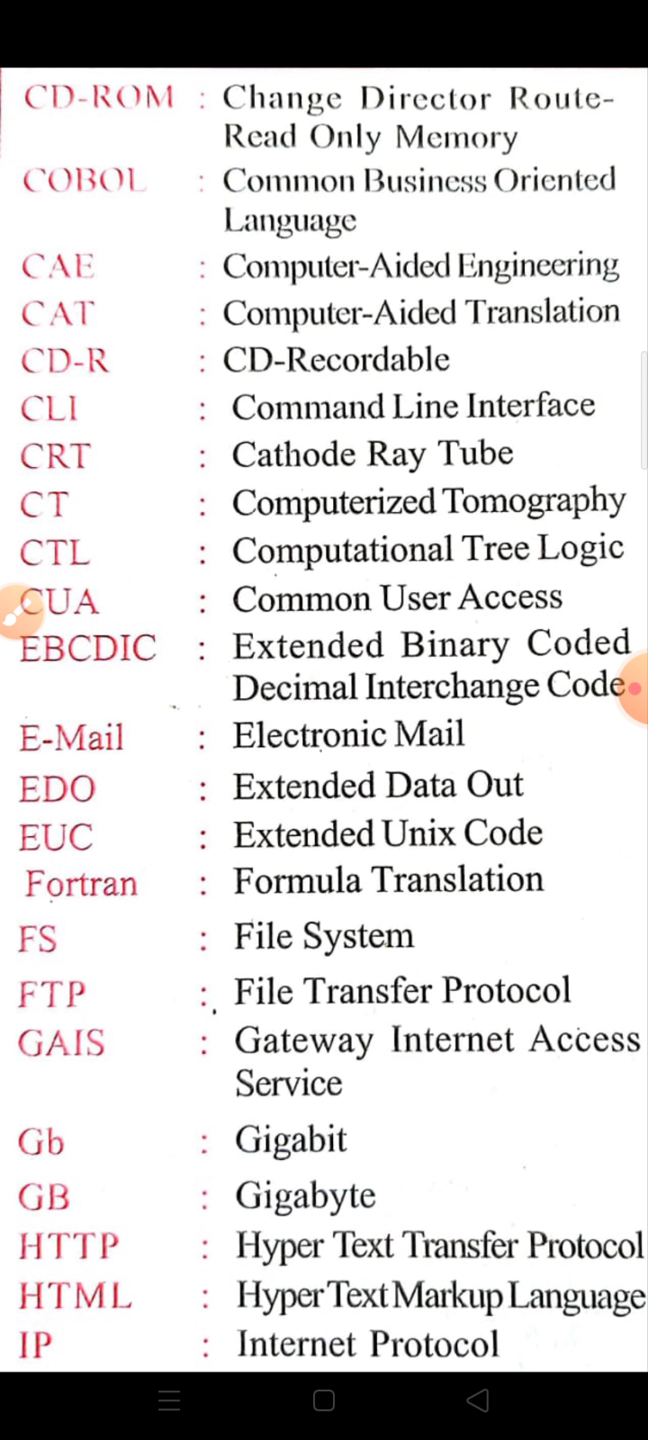 CD-ROM : Change Director Route-
Read Only Memory
COBOL : Common Business Oriented
Language
CAE : Computer-Aided Engineering
CAT : Computer-Aided Translation
CD-R : CD-Recordable
CLI : Command Line Interface
CRT : Cathode Ray Tube
CT : Computerized Tomography
CTL : Computational Tree Logic
CUA : Common User Access
EBCDIC : Extended Binary Coded
Decimal Interchange Code
E-Mail : Electronic Mail
EDO : Extended Data Out
EUC : Extended Unix Code
Fortran : Formula Translation
FS : File System
FTP : File Transfer Protocol
GAIS : Gateway Internet Access
Service
Gb : Gigabit
GB : Gigabyte
HTTP : Hyper Text Transfer Protocol
HTML : Hyper Text Markup Language
IP : Internet Protocol